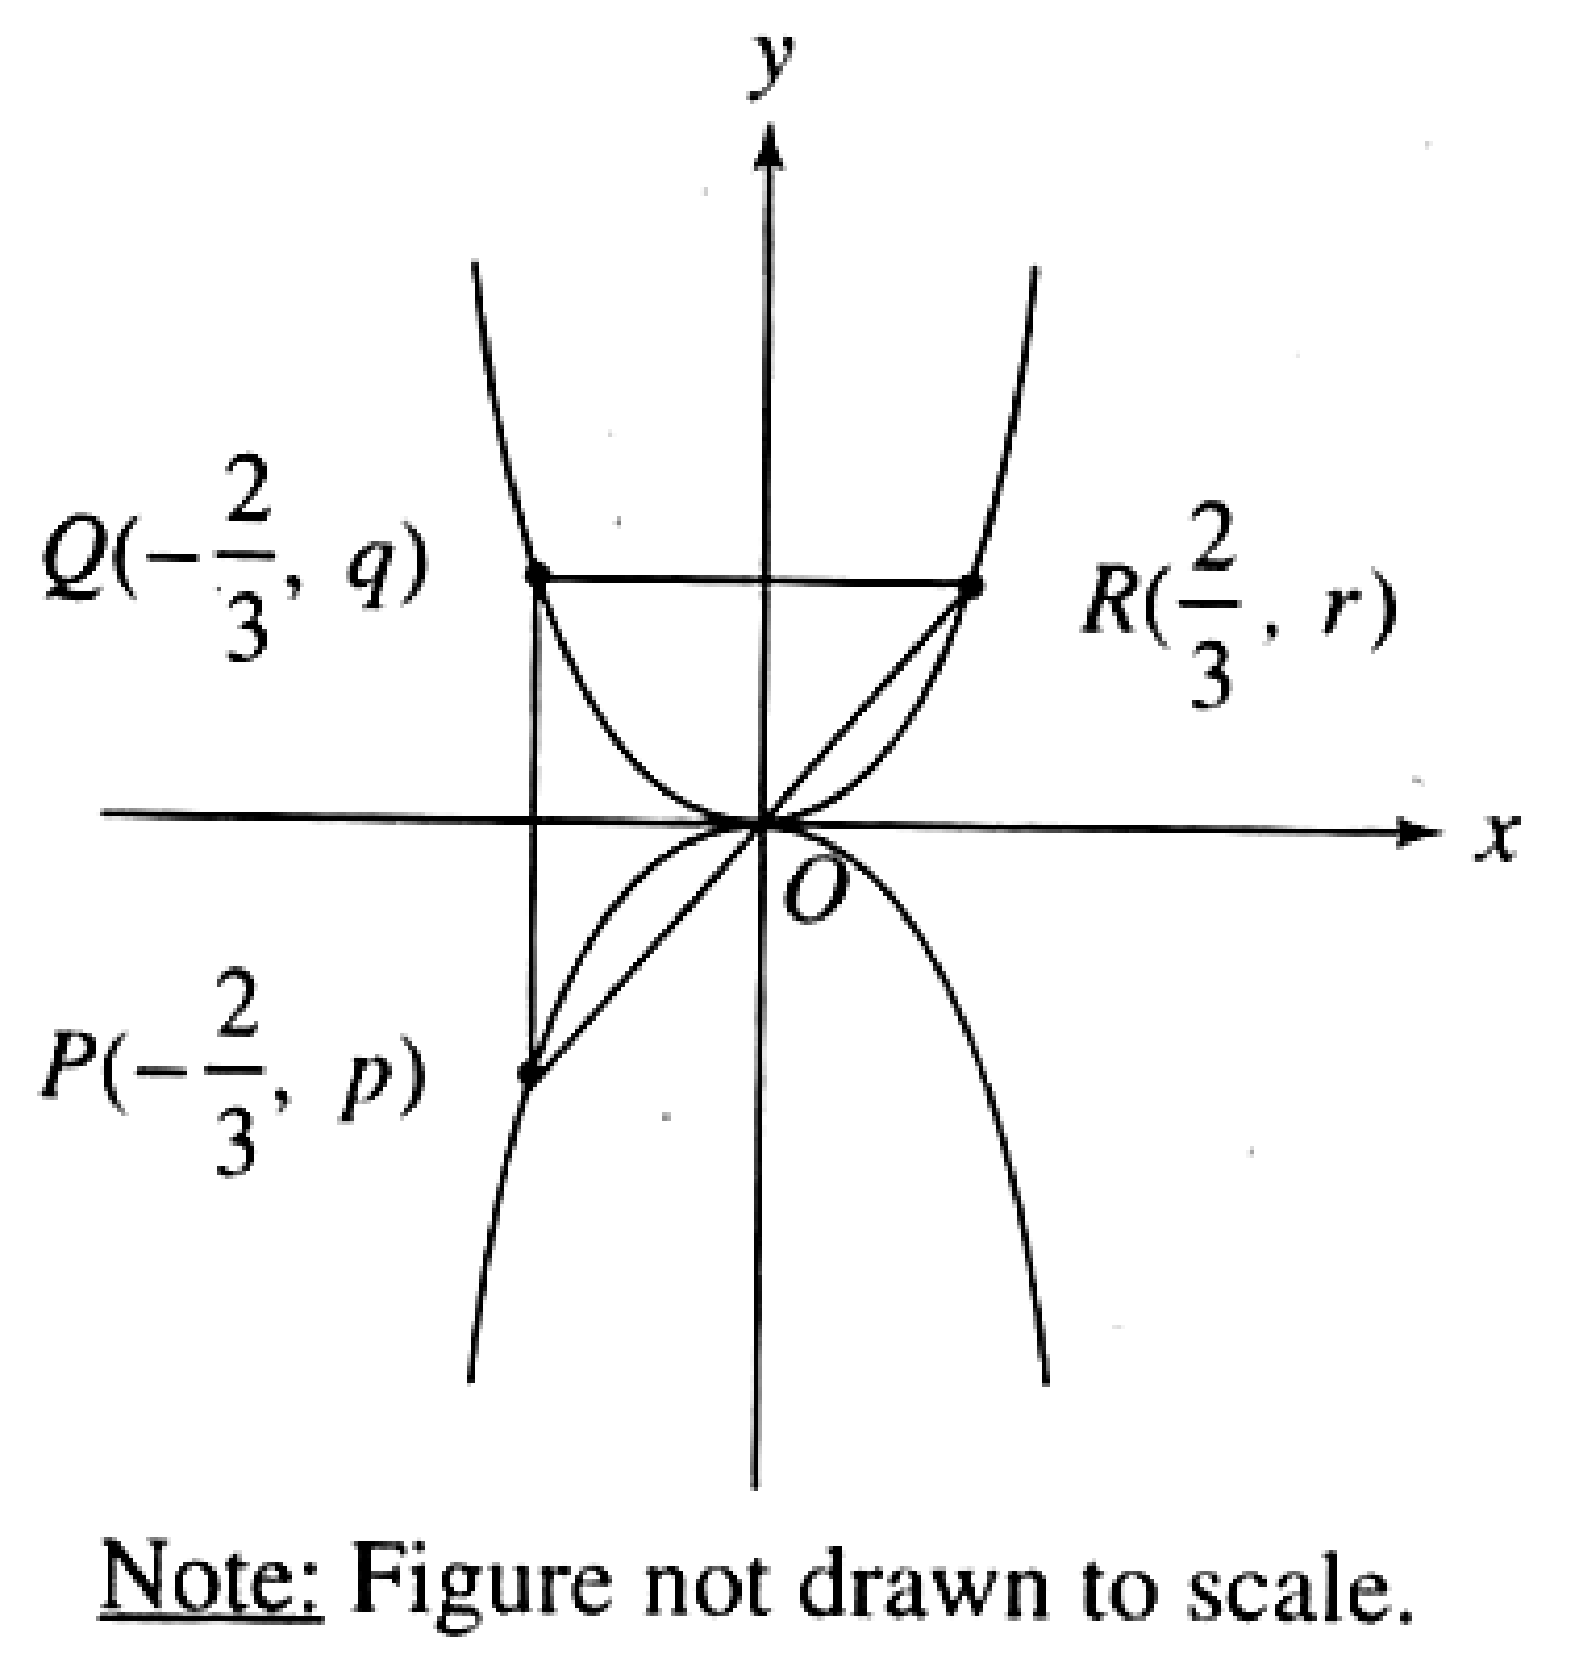 y
Q(-2/3, q)
R(2/3, r)
x
O
P(-2/3, p)
Note: Figure not drawn to scale.